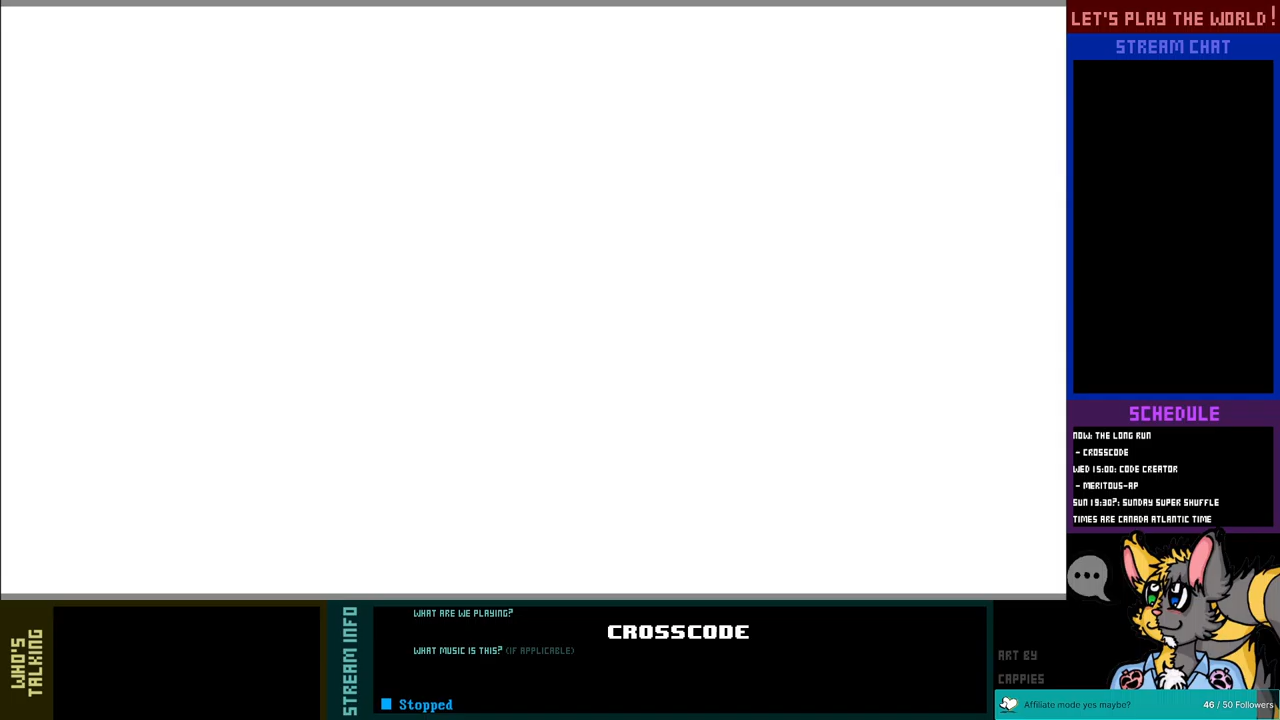 LET'S PLAY THE WORLD!
STREAM CHAT
SCHEDULE
NOW: THE LONG RUN
- CROSSCODE
WED 15:00: CODE CREATOR
- MERITOUS-AP
SUN 19:30?: SUNDAY SUPER SHUFFLE
TIMES ARE CANADA ATLANTIC TIME
WHO'S
TALKING
STREAM INFO
WHAT ARE WE PLAYING?
CROSSCODE
WHAT MUSIC IS THIS? (IF APPLICABLE)
Stopped
ART BY
CAPPIES
Affiliate mode yes maybe? 46 / 50 Followers